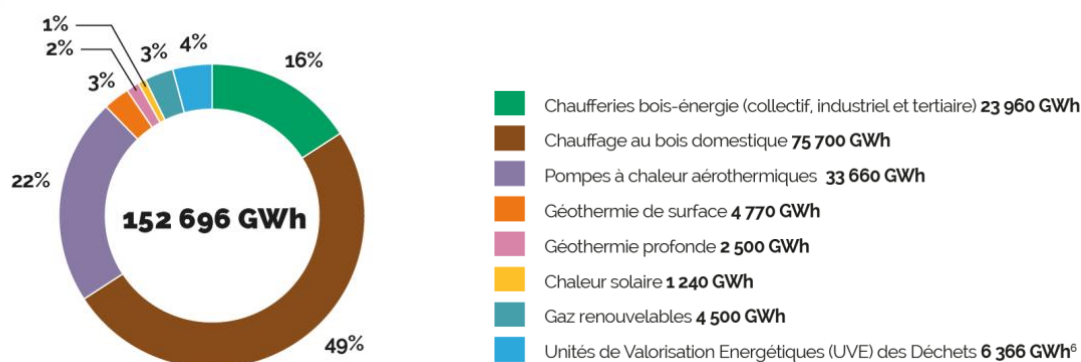 1%
2%
3%
3%
4%
16%
22%
152 696 GWh
49%
Chaufferies bois-énergie (collectif, industriel et tertiaire) 23 960 GWh
Chauffage au bois domestique 75 700 GWh
Pompes à chaleur aérothermiques 33 660 GWh
Géothermie de surface 4 770 GWh
Géothermie profonde 2 500 GWh
Chaleur solaire 1 240 GWh
Gaz renouvelables 4 500 GWh
Unités de Valorisation Energétiques (UVE) des Déchets 6 366 GWh⁶